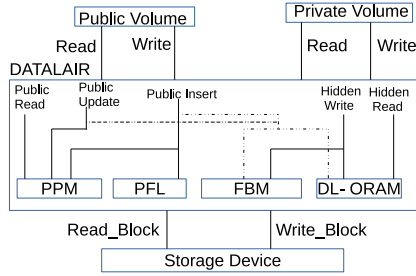 Public Volume
Private Volume
Read
Write
Read
Write
DATALAIR
Public Read
Public Update
Public Insert
Hidden Write
Hidden Read
PPM
PFL
FBM
DL- ORAM
Read_Block
Write_Block
Storage Device